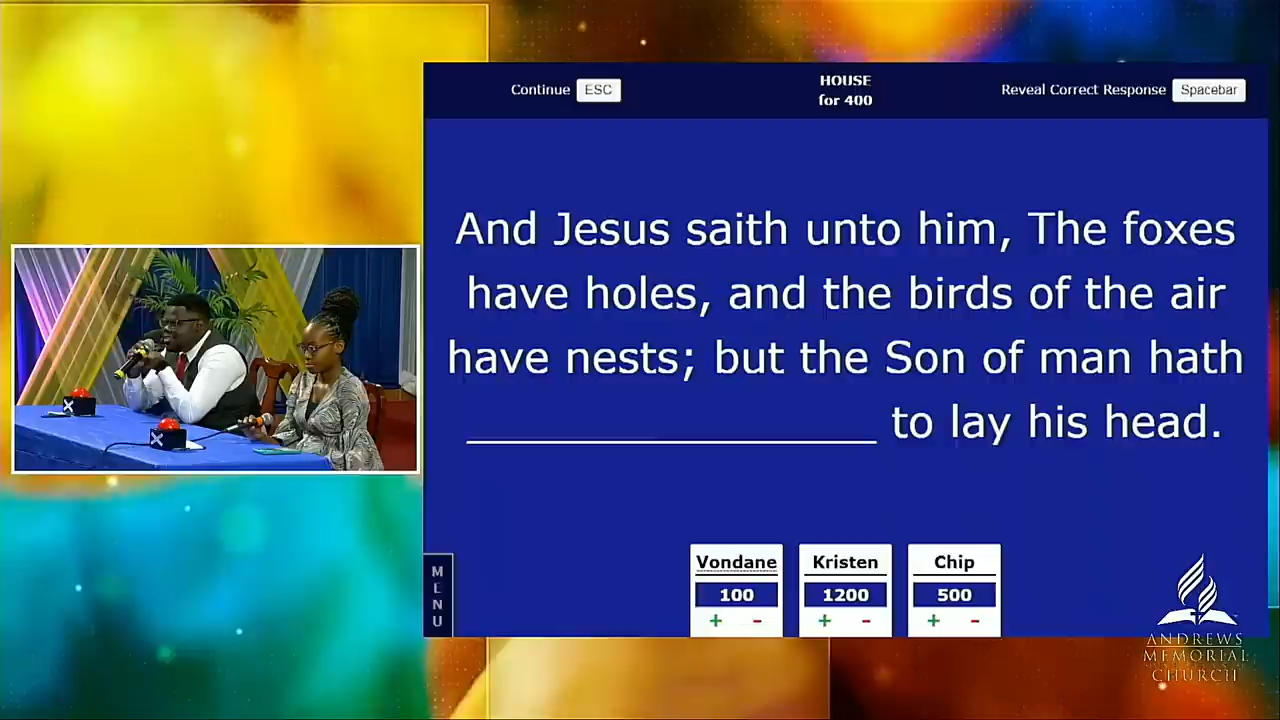 Continue ESC
HOUSE
for 400
Reveal Correct Response Spacebar
And Jesus saith unto him, The foxes
have holes, and the birds of the air
have nests; but the Son of man hath
____________________ to lay his head.
MENU
Vondane
100
+ -
Kristen
1200
+ -
Chip
500
+ -
ANDREWS
MEMORIAL
CHURCH